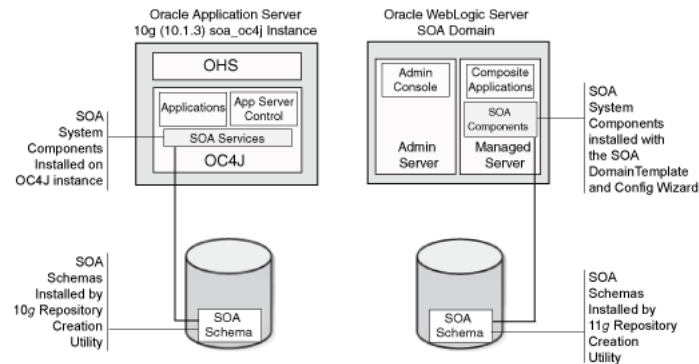 Oracle Application Server
10g (10.1.3) soa_oc4j Instance
OHS
Applications
App Server
Control
SOA Services
OC4J
SOA
System
Components
Installed on
OC4J instance
SOA
Schemas
Installed by
10g Repository
Creation
Utility
SOA
Schema
Oracle WebLogic Server
SOA Domain
Admin
Console
Admin
Server
Composite
Applications
SOA
Components
Managed
Server
SOA
System
Components
installed with
the SOA
DomainTemplate
and Config Wizard
SOA
Schema
SOA
Schemas
Installed by
11g Repository
Creation
Utility